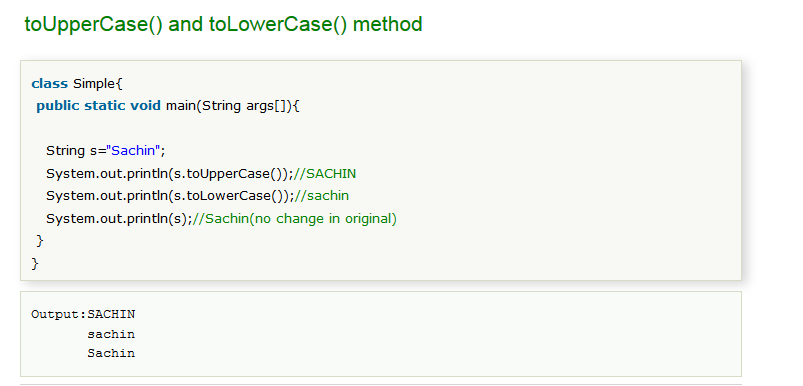 toUpperCase() and toLowerCase() method
class Simple{
public static void main(String args[]){
String s="Sachin";
System.out.println(s.toUpperCase());//SACHIN
System.out.println(s.toLowerCase());//sachin
System.out.println(s);//Sachin(no change in original)
}
}
Output:SACHIN
sachin
Sachin